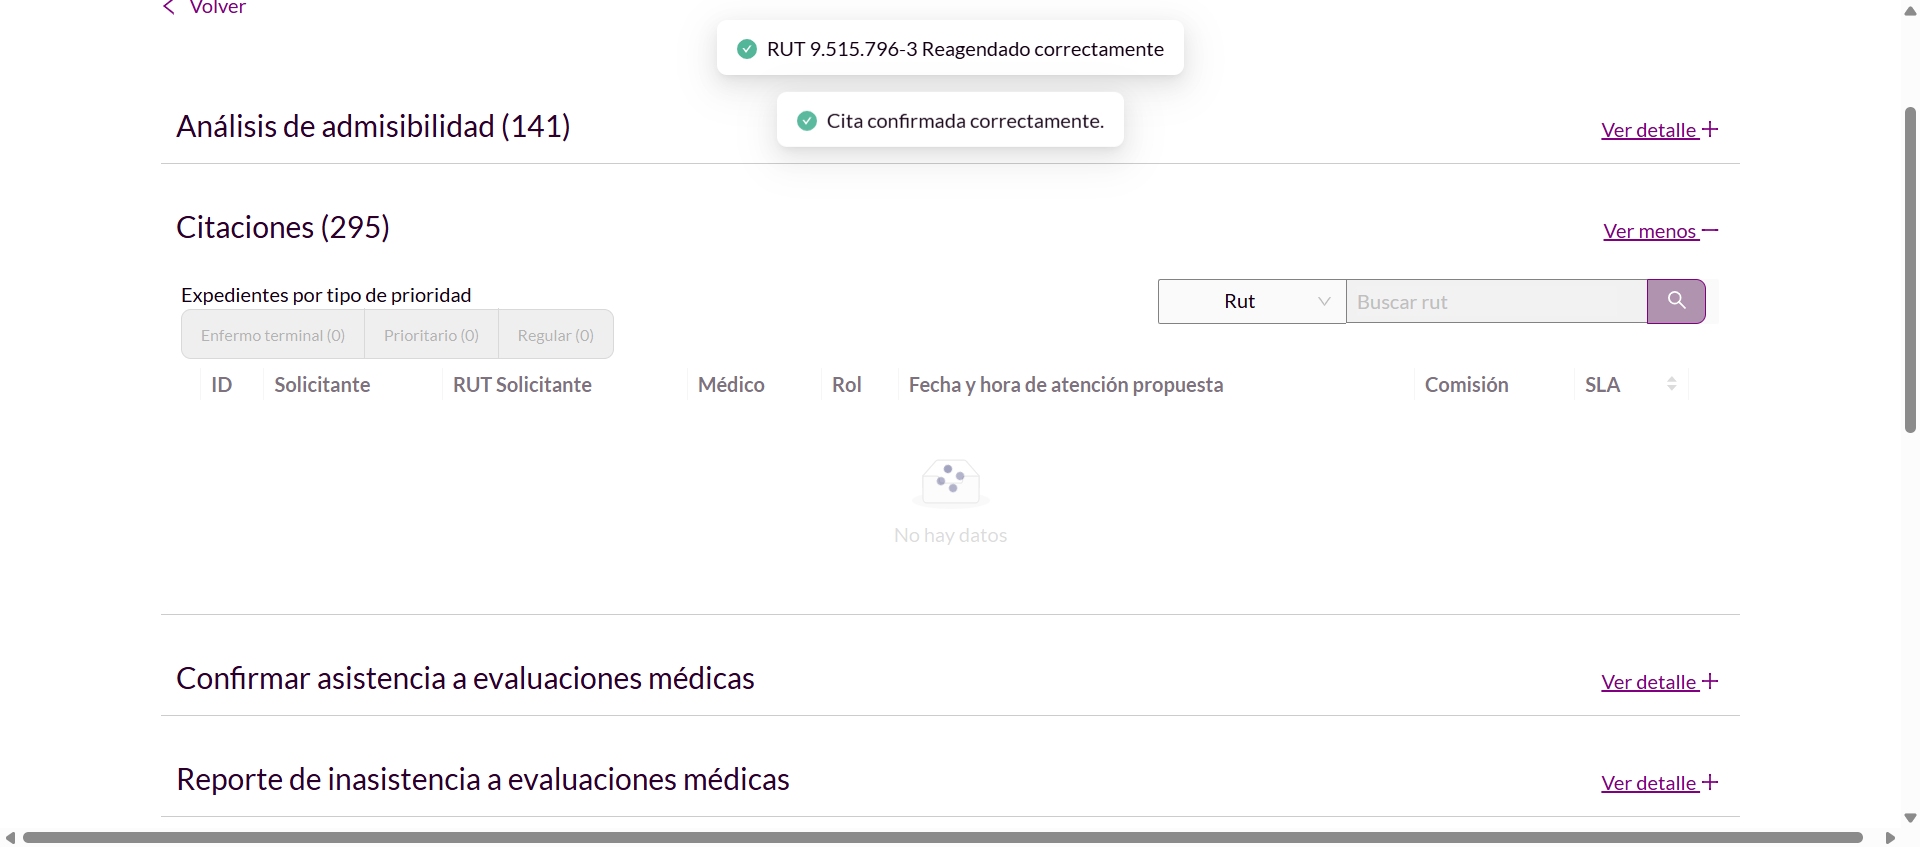 Volver
RUT 9.515.796-3 Reagendado correctamente
Cita confirmada correctamente.
Análisis de admisibilidad (141)
Ver detalle
Citaciones (295)
Ver menos
Expedientes por tipo de prioridad
Rut
Buscar rut
Enfermo terminal (0) Prioritario (0) Regular (0)
ID Solicitante RUT Solicitante Médico Rol Fecha y hora de atención propuesta Comisión SLA
No hay datos
Confirmar asistencia a evaluaciones médicas
Ver detalle
Reporte de inasistencia a evaluaciones médicas
Ver detalle